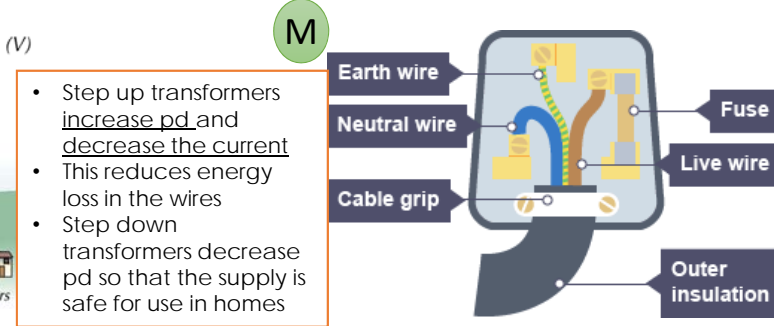 (V)
M
• Step up transformers
increase pd and
decrease the current
• This reduces energy
loss in the wires
• Step down
transformers decrease
pd so that the supply is
safe for use in homes
Earth wire
Neutral wire
Cable grip
Fuse
Live wire
Outer
insulation